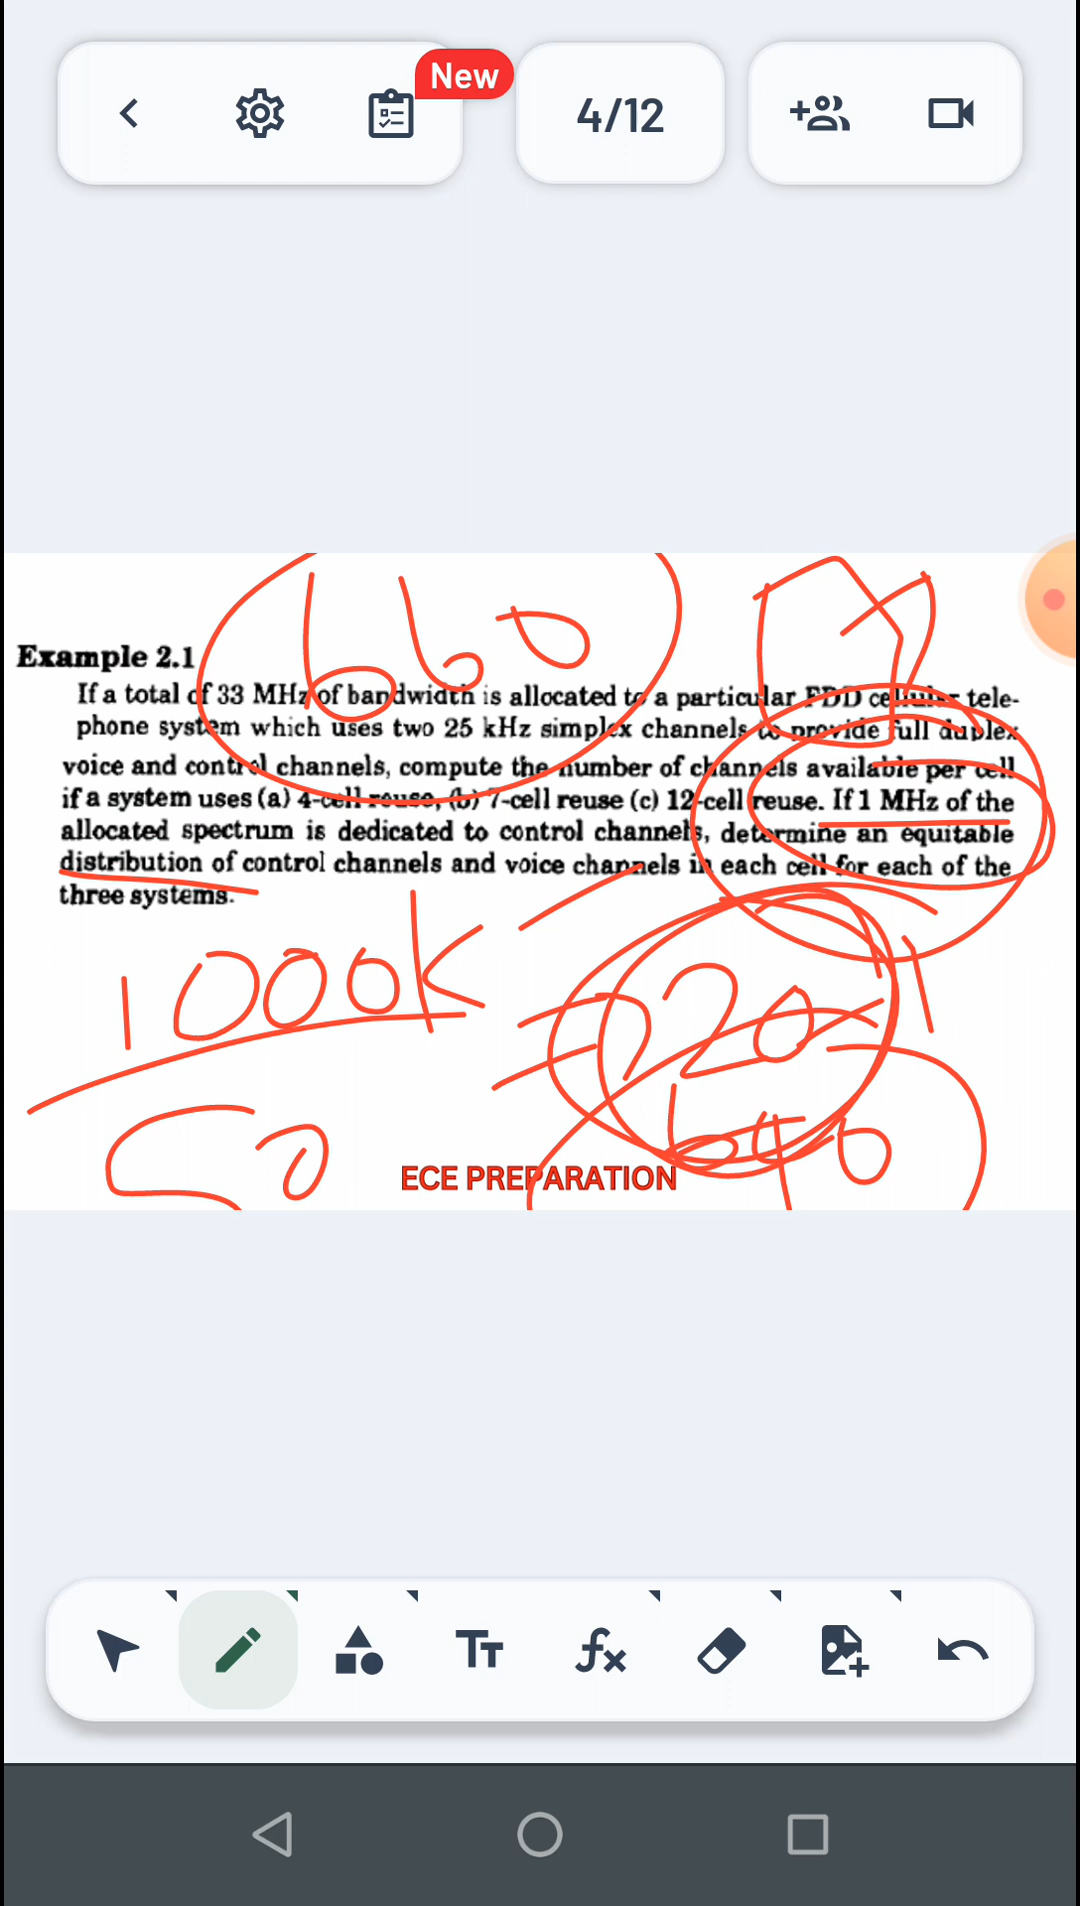 New
4/12
660
Example 2.1
If a total of 33 MHz of bandwidth is allocated to a particular FDD cellular tele-
phone system which uses two 25 kHz simplex channels to provide full duplex
voice and control channels, compute the number of channels available per cell
if a system uses (a) 4-cell reuse, (b) 7-cell reuse (c) 12-cell reuse. If 1 MHz of the
allocated spectrum is dedicated to control channels, determine an equitable
distribution of control channels and voice channels in each cell for each of the
three systems.
1000k
20
50
640
ECE PREPARATION
Tт
fx